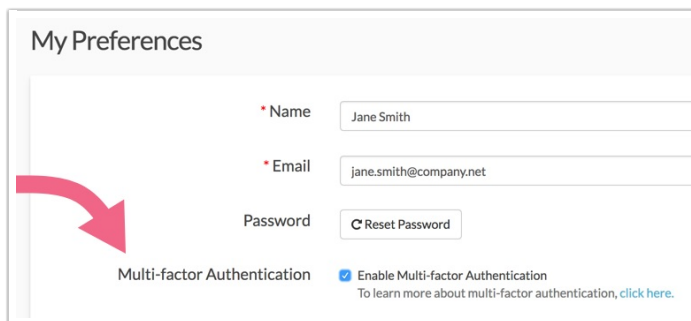 My Preferences
* Name
Jane Smith
* Email
jane.smith@company.net
Password
Reset Password
Multi-factor Authentication
Enable Multi-factor Authentication
To learn more about multi-factor authentication, click here.